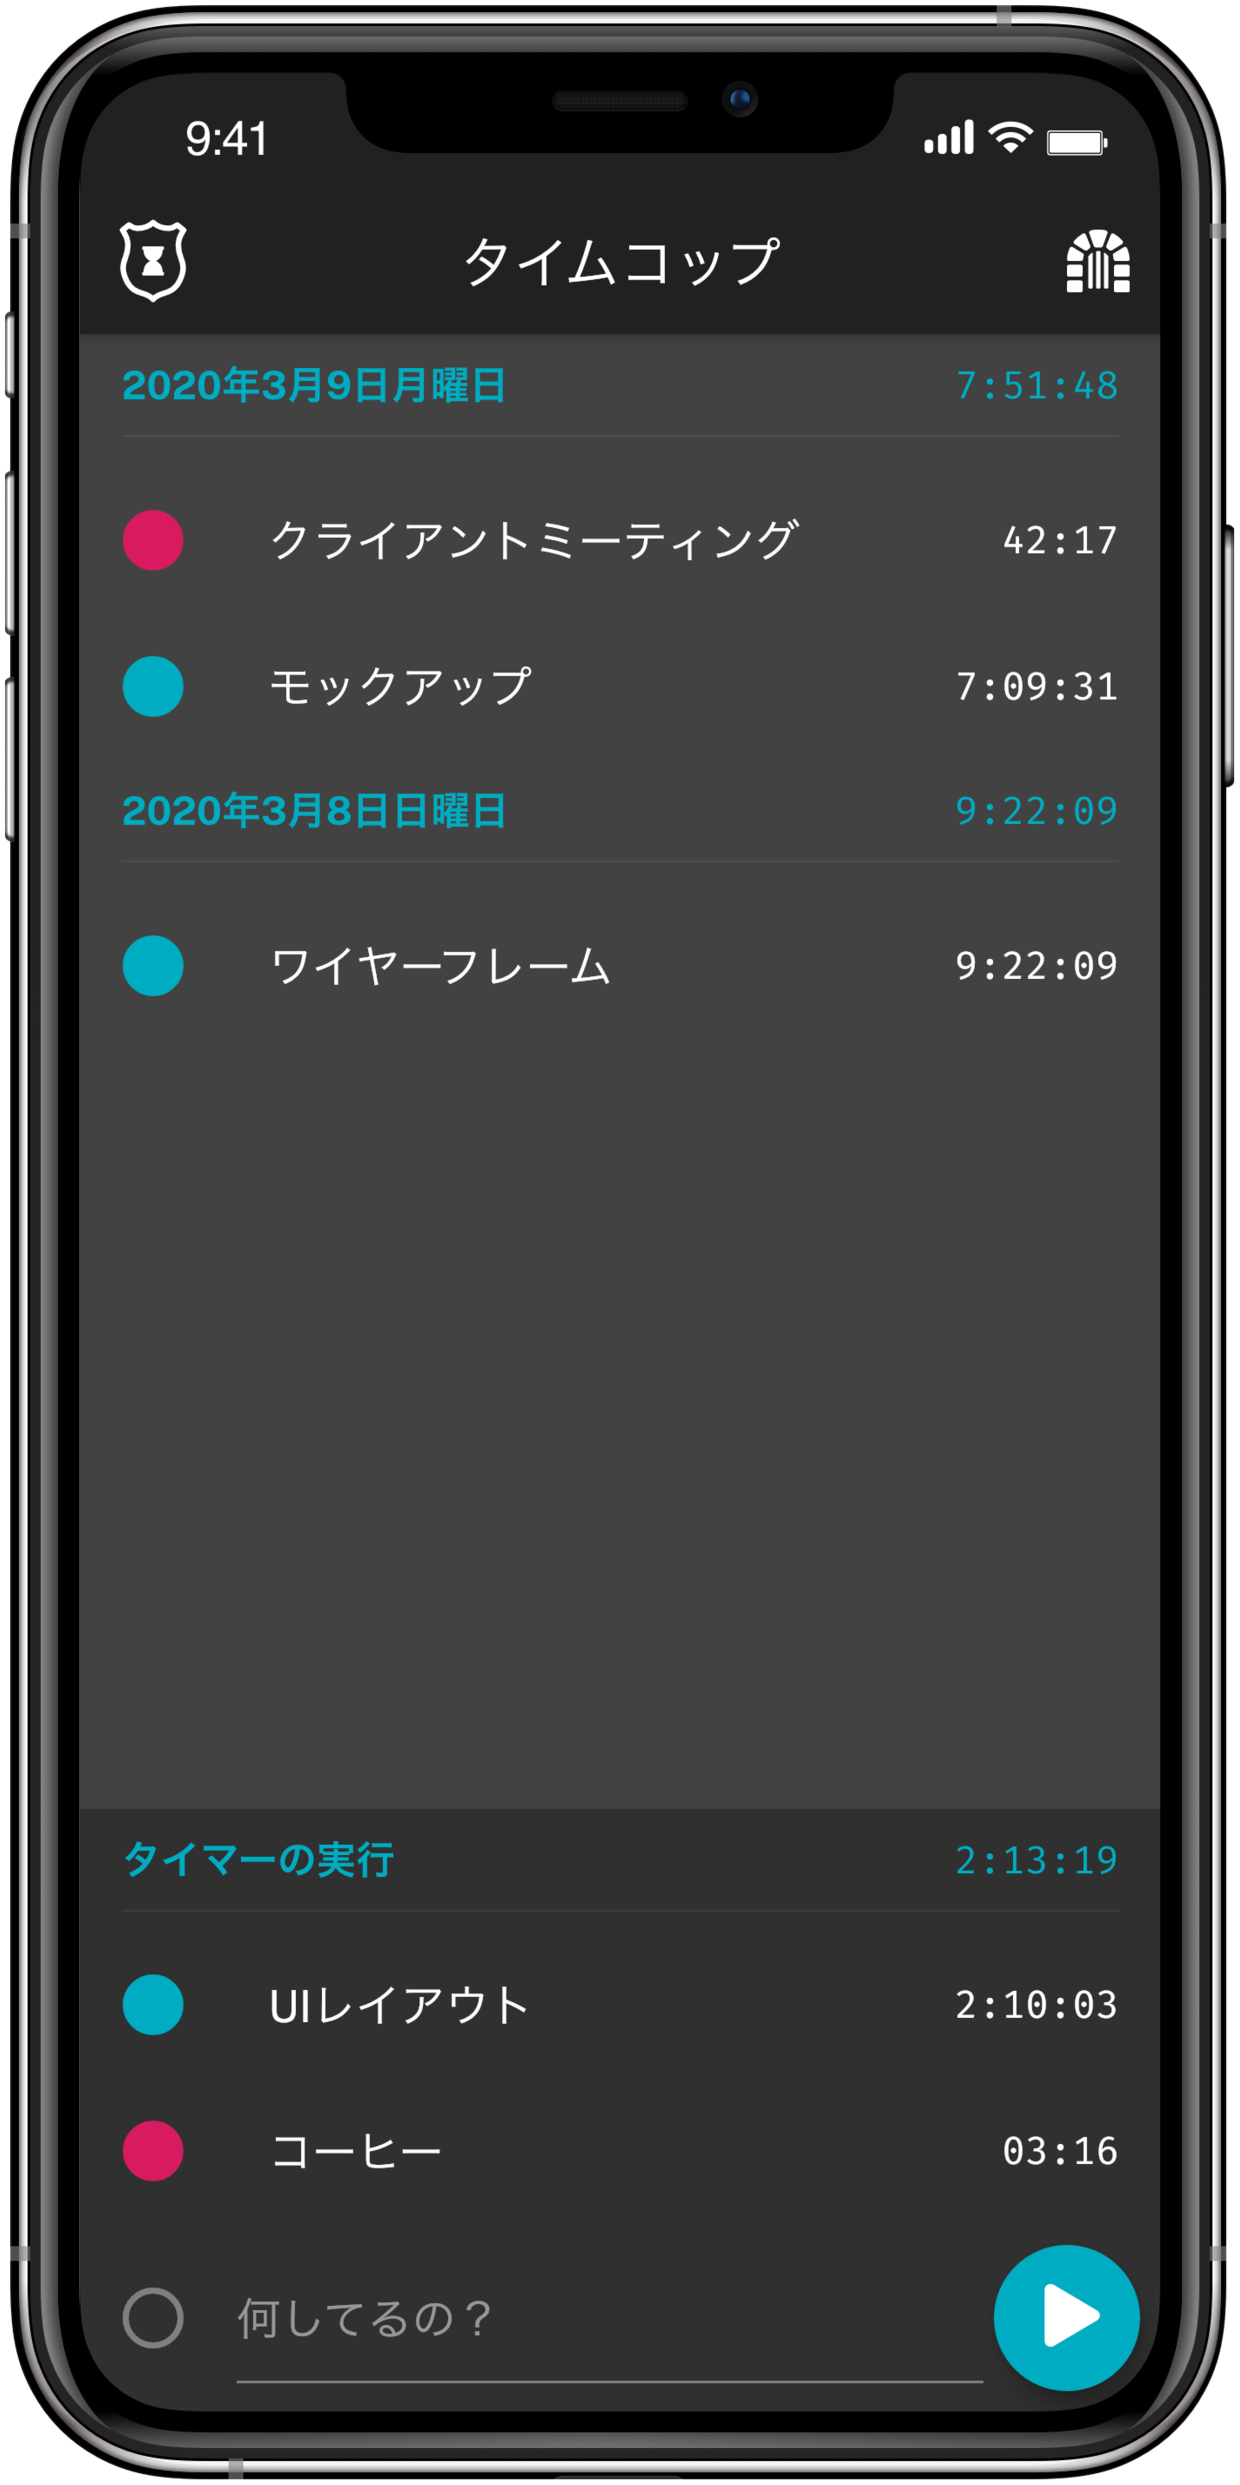 9:41
タイムコップ
2020年3月9日月曜日 7:51:48
クライアントミーティング 42:17
モックアップ 7:09:31
2020年3月8日日曜日 9:22:09
ワイヤーフレーム 9:22:09
タイマーの実行 2:13:19
UIレイアウト 2:10:03
コーヒー 03:16
何してるの？